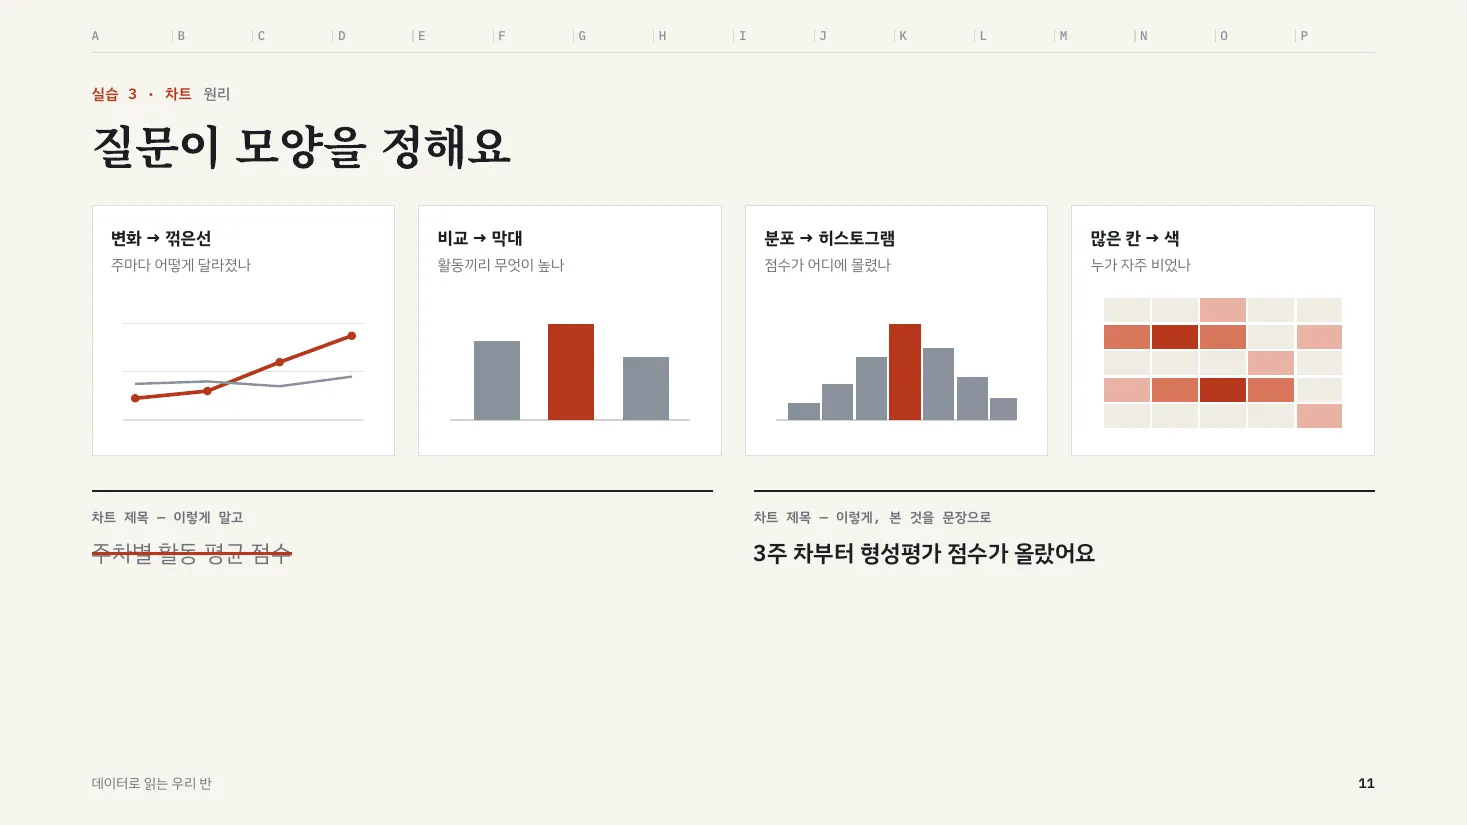 A B C D E F G H I J K L M N O P
실습 3 · 차트 원리
질문이 모양을 정해요
변화 → 꺾은선
주마다 어떻게 달라졌나
비교 → 막대
활동끼리 무엇이 높나
분포 → 히스토그램
점수가 어디에 몰렸나
많은 칸 → 색
누가 자주 비었나
차트 제목 — 이렇게 말고
주차별 활동 평균 점수
차트 제목 — 이렇게, 본 것을 문장으로
3주 차부터 형성평가 점수가 올랐어요
데이터로 읽는 우리 반
11